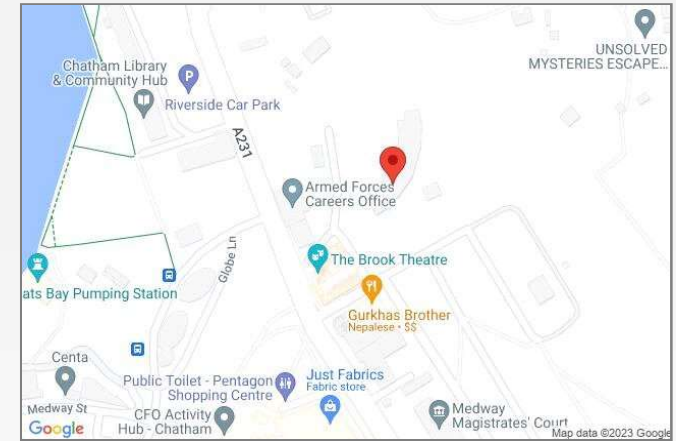 UNSOLVED
MYSTERIES ESCAPE...
Chatham Library
& Community Hub
P
Riverside Car Park
A231
Armed Forces
Careers Office
Globe Ln
The Brook Theatre
ats Bay Pumping Station
Gurkhas Brother
Nepalese • $$
Centa
Public Toilet - Pentagon
Shopping Centre
Just Fabrics
Fabric store
Medway St
CFO Activity
Hub - Chatham
Medway
Magistrates' Court
Google
Map data ©2023 Google